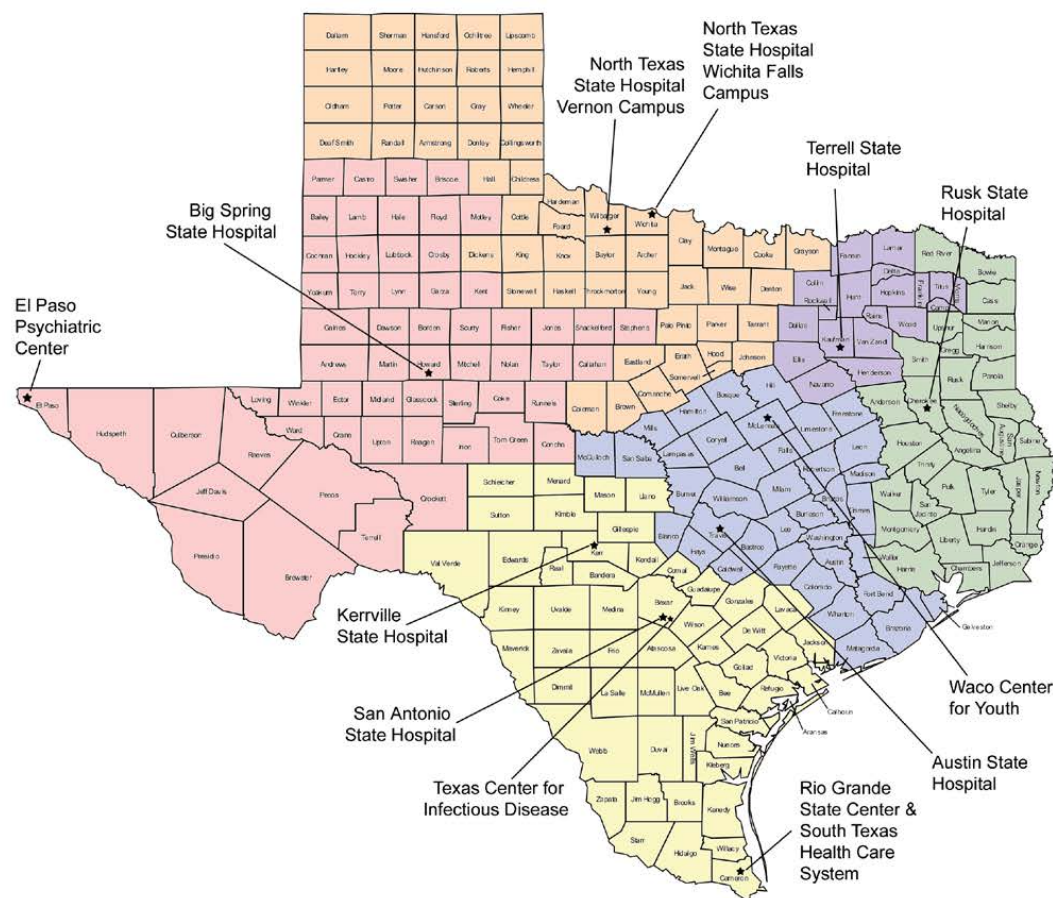 North Texas
State Hospital
Wichita Falls
Campus
North Texas
State Hospital
Vernon Campus
Terrell State
Hospital
Rusk State
Hospital
Big Spring
State Hospital
El Paso
Psychiatric
Center
Kerrville
State Hospital
San Antonio
State Hospital
Texas Center for
Infectious Disease
Rio Grande
State Center &
South Texas
Health Care
System
Austin State
Hospital
Waco Center
for Youth
Dallam Sherman Hansford Ochiltree Lipscomb
Hartley Moore Hutchinson Roberts Hemphill
Oldham Potter Carson Gray Wheeler
Deaf Smith Randall Armstrong Donley Collingsworth
Parmer Castro Swisher Briscoe Hall Childress
Hardeman Wilbarger Wichita
Bailey Lamb Hale Floyd Motley Cottle Foard
Clay Montague Cooke Grayson Fannin Lamar Red River Bowie
Cochran Hockley Lubbock Crosby Dickens King Knox Baylor Archer
Jack Wise Denton Collin Hunt Delta Hopkins Franklin Titus Morris Cass
Yoakum Terry Lynn Garza Kent Stonewall Haskell Throckmorton Young
Rockwall Rains Wood Camp Upshur Marion
Gaines Dawson Borden Scurry Fisher Jones Shackelford Stephens Palo Pinto Parker Tarrant Dallas Kaufman Van Zandt Gregg Harrison
Andrews Martin Howard Mitchell Nolan Taylor Callahan Eastland Erath Hood Johnson Ellis Henderson Smith Rusk Panola
Somervell Comanche Hill Navarro Anderson Cherokee Shelby
El Paso Hudspeth Culberson Loving Winkler Ector Midland Glasscock Sterling Coke Runnels Coleman Brown
Hamilton Bosque McLennan Freestone Nacogdoches San Augustine Sabine
Reeves Ward Crane Upton Reagan Irion Tom Green Concho McCulloch San Saba Mills
Lampasas Coryell Falls Limestone Leon Houston Angelina
Jeff Davis Pecos Crockett Schleicher Menard Mason Llano Burnet Bell Robertson Madison Trinity Polk Tyler Jasper Newton
Presidio Brewster Terrell Sutton Kimble Gillespie Blanco Williamson Milam Brazos Grimes Walker San Jacinto Hardin
Val Verde Edwards Real Kerr Kendall Bandera Hays Travis Bastrop Lee Burleson Washington Montgomery Liberty Orange
Comal Caldwell Fayette Austin Waller Harris Chambers Jefferson
Kinney Uvalde Medina Bexar Guadalupe Gonzales Lavaca Colorado Fort Bend Galveston
Maverick Zavala Frio Atascosa Wilson Karnes De Witt Jackson Wharton Brazoria
Matagorda
Dimmit La Salle McMullen Live Oak Bee Goliad Victoria Refugio Calhoun
Aransas
Webb Duval Jim Wells San Patricio Nueces Kleberg
Zapata Jim Hogg Brooks Kenedy
Starr Hidalgo Willacy
Cameron